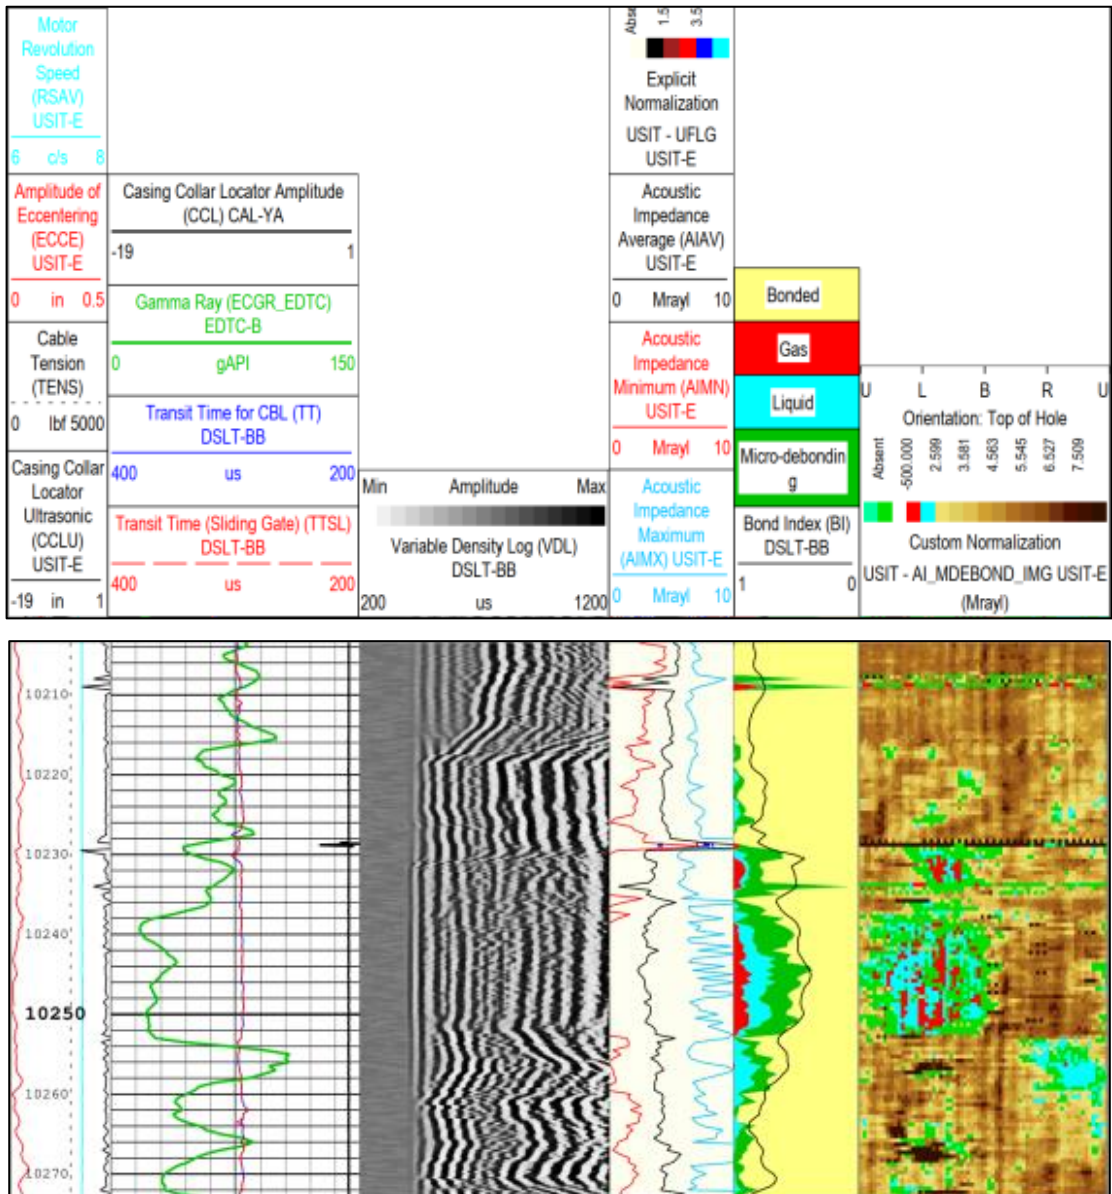 Motor
Revolution
Speed
(RSAV)
USIT-E
6 c/s 8
Amplitude of
Eccentering
(ECCE)
USIT-E
0 in 0.5
Cable
Tension
(TENS)
0 lbf 5000
Casing Collar
Locator
Ultrasonic
(CCLU)
USIT-E
-19 in 1
Casing Collar Locator Amplitude
(CCL) CAL-YA
-19 1
Gamma Ray (ECGR_EDTC)
EDTC-B
0 gAPI 150
Transit Time for CBL (TT)
DSLT-BB
400 us 200
Transit Time (Sliding Gate) (TTSL)
DSLT-BB
400 us 200
Min Amplitude Max
Variable Density Log (VDL)
DSLT-BB
200 us 1200
1.5 3.5
Explicit
Normalization
USIT - UFLG
USIT-E
Acoustic
Impedance
Average (AIAV)
USIT-E
0 Mrayl 10
Acoustic
Impedance
Minimum (AIMN)
USIT-E
0 Mrayl 10
Acoustic
Impedance
Maximum
(AIMX) USIT-E
0 Mrayl 10
Bonded
Gas
Liquid
Micro-debondin
g
Bond Index (BI)
DSLT-BB
1 0
U L B R U
Orientation: Top of Hole
Absent -500.000 2.599 3.581 4.563 5.545 6.527 7.509
Custom Normalization
USIT - AI_MDEBOND_IMG USIT-E
(Mrayl)
10210
10220
10230
10240
10250
10260
10270